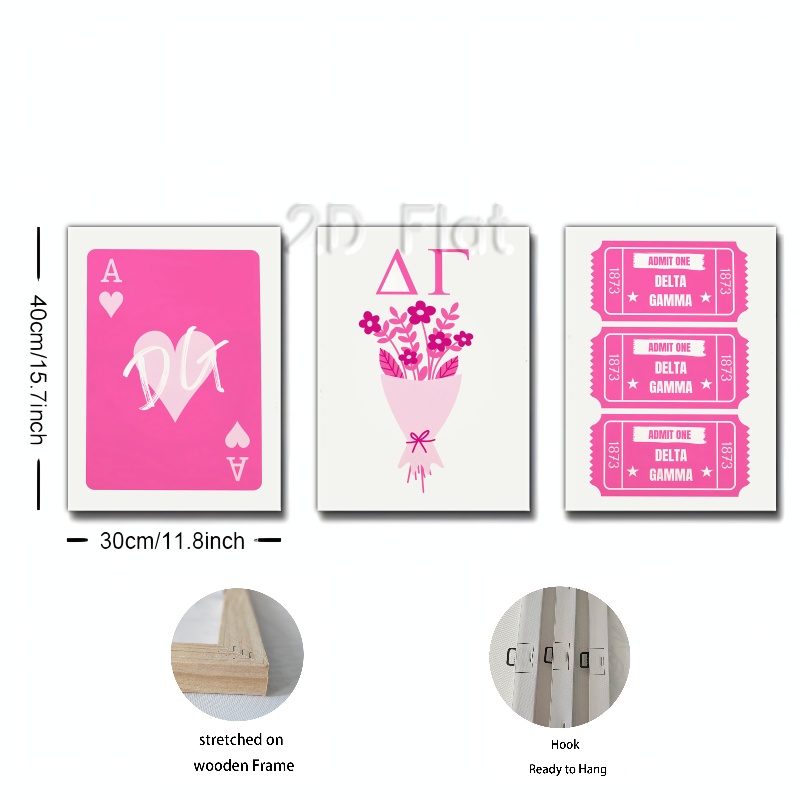 2D Flat
A
DG
A
ΔΓ
ADMIT ONE
1873
DELTA
GAMMA
1873
ADMIT ONE
1873
DELTA
GAMMA
1873
ADMIT ONE
1873
DELTA
GAMMA
1873
40cm/15.7inch
30cm/11.8inch
stretched on
wooden Frame
Hook
Ready to Hang